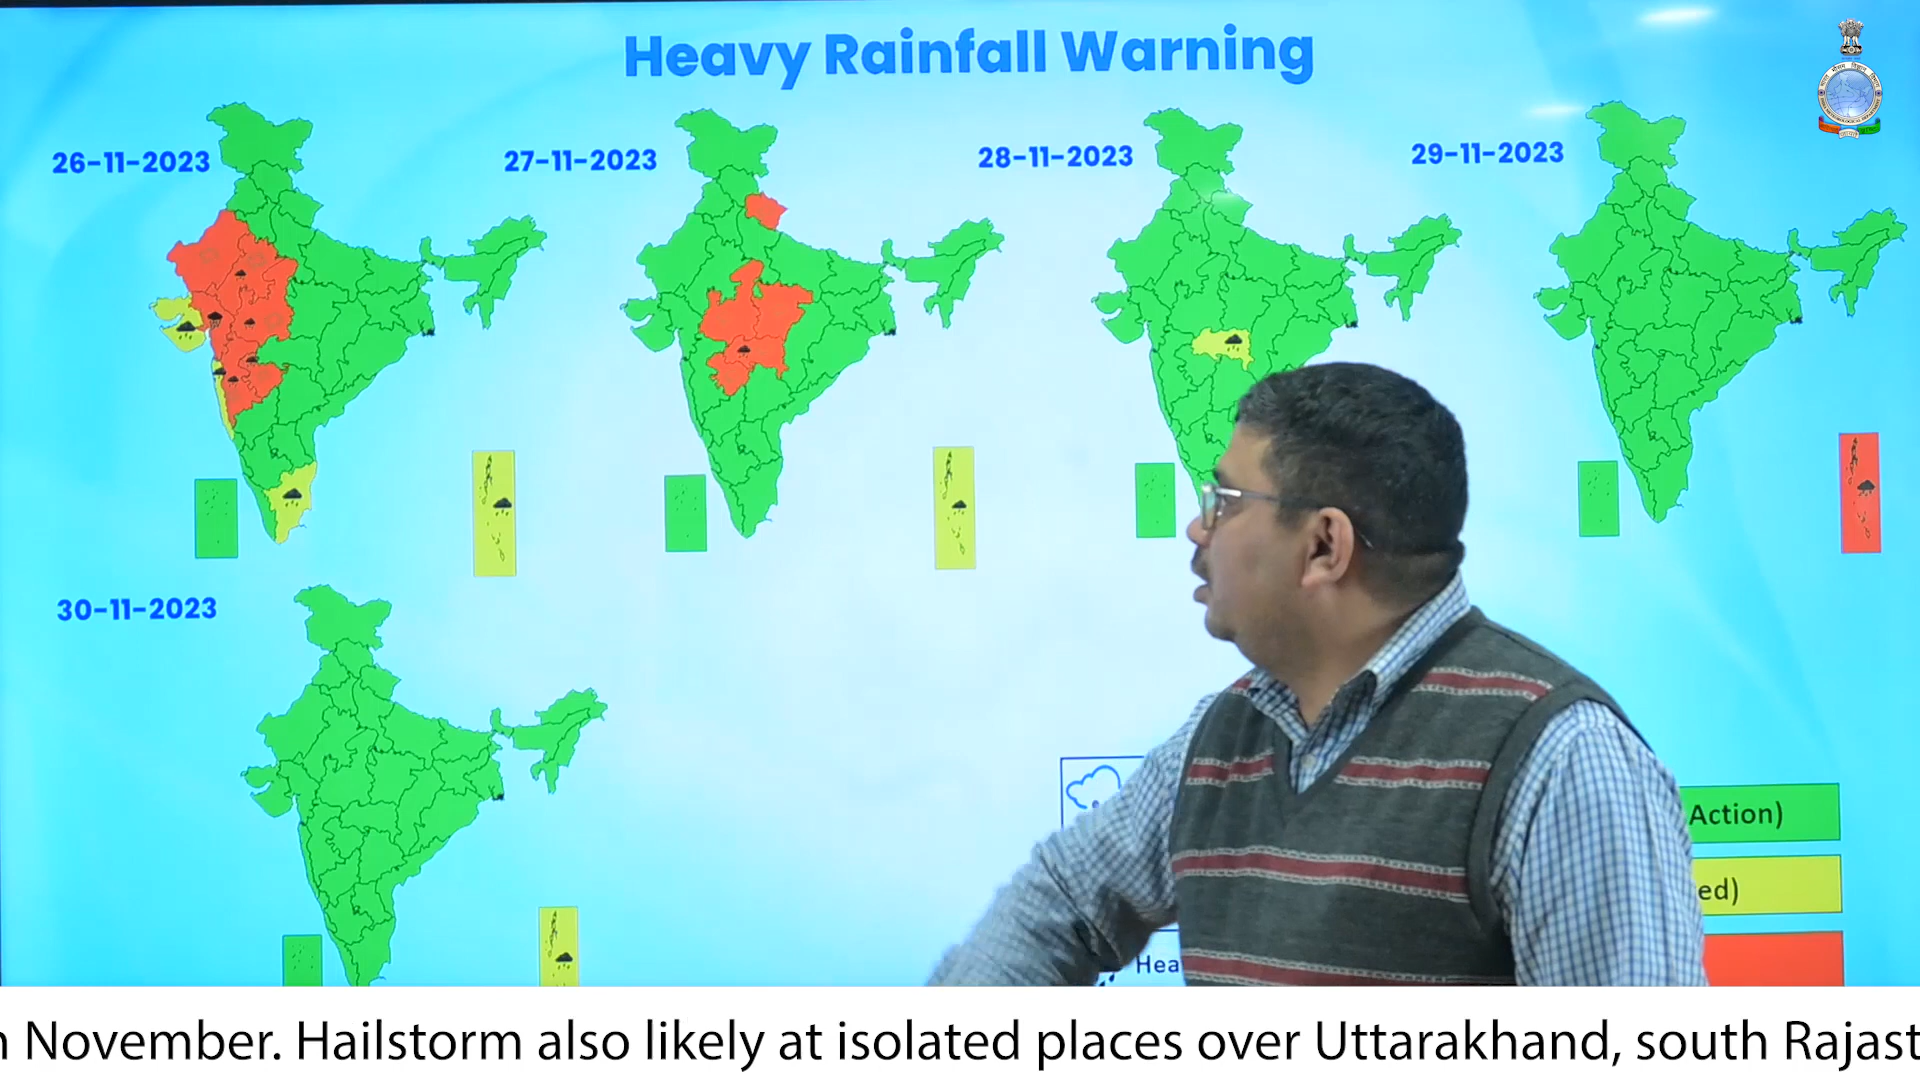 Heavy Rainfall Warning
26-11-2023
27-11-2023
28-11-2023
29-11-2023
30-11-2023
Action)
ed)
Hea
November. Hailstorm also likely at isolated places over Uttarakhand, south Rajast